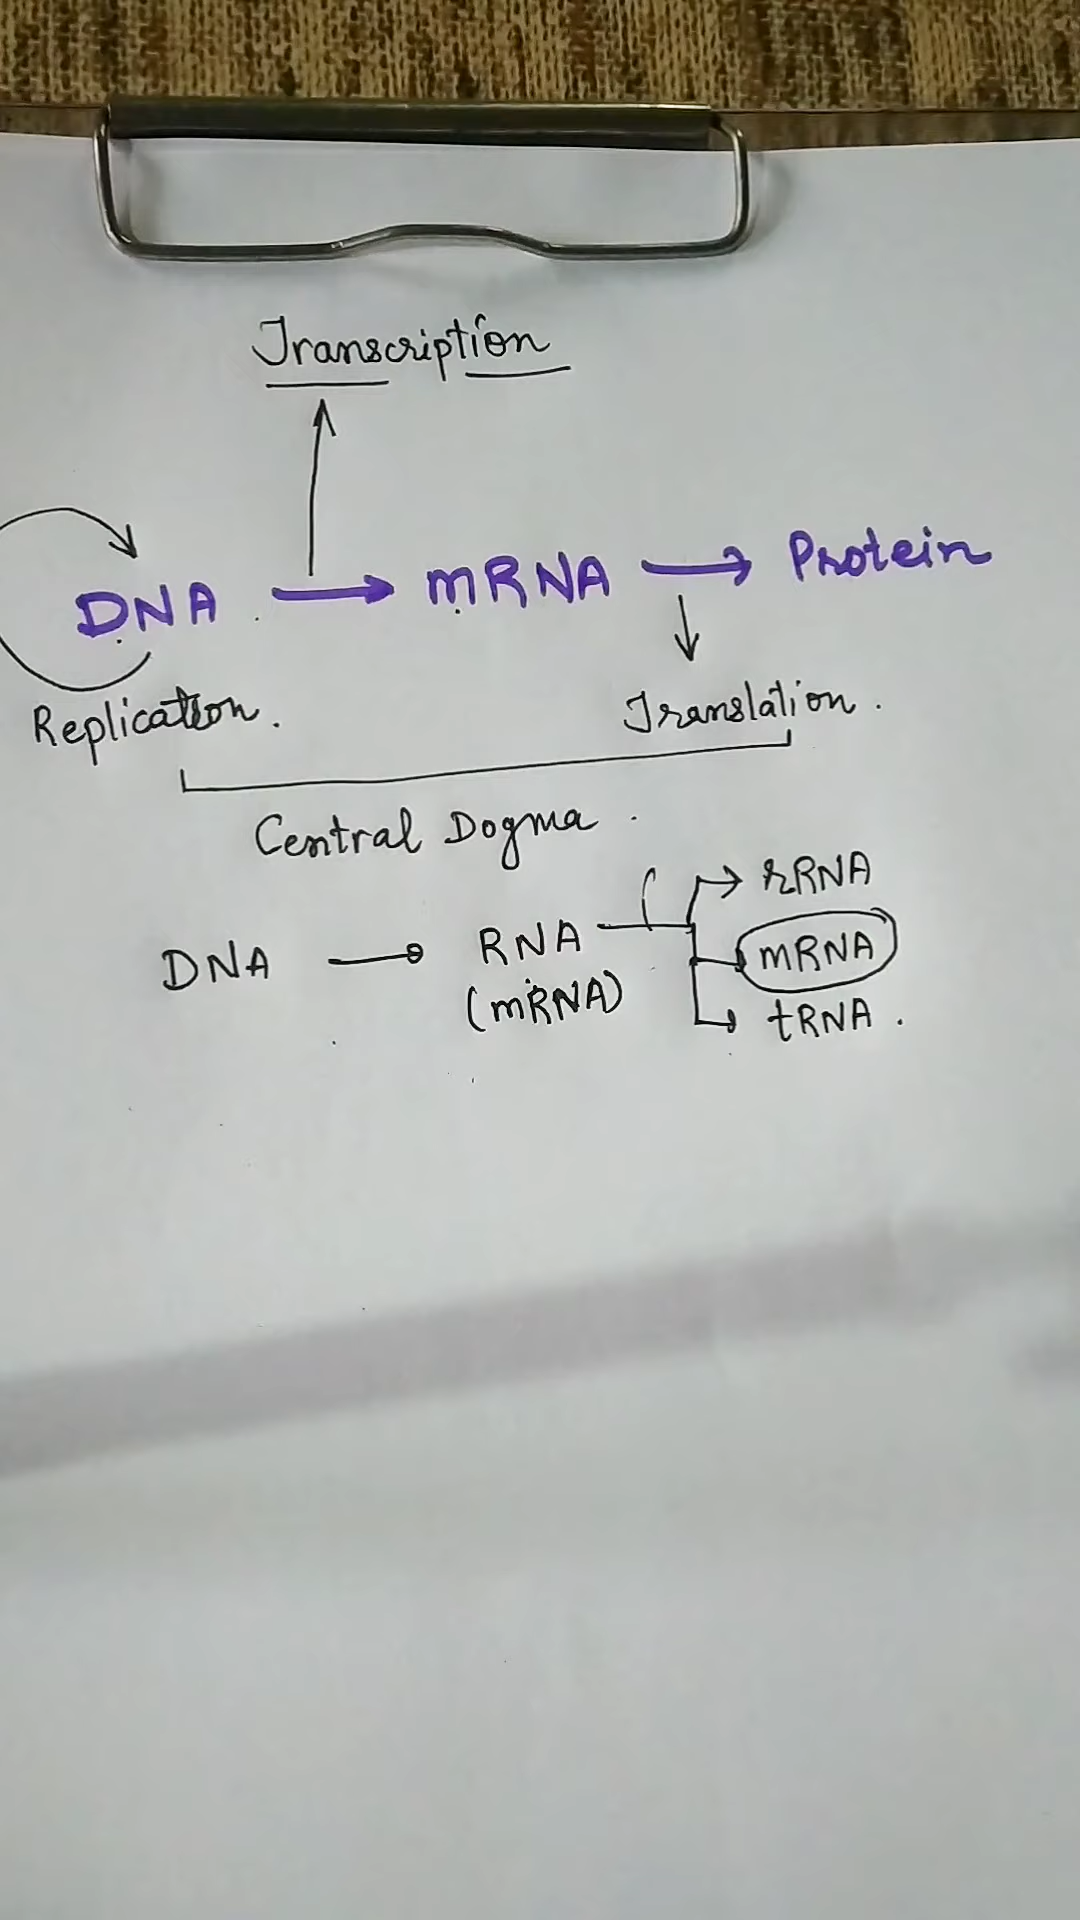 Transcription
DNA → mRNA → Protein
Replication.
Translation.
Central Dogma.
DNA → RNA → rRNA
(mRNA)
mRNA
tRNA.